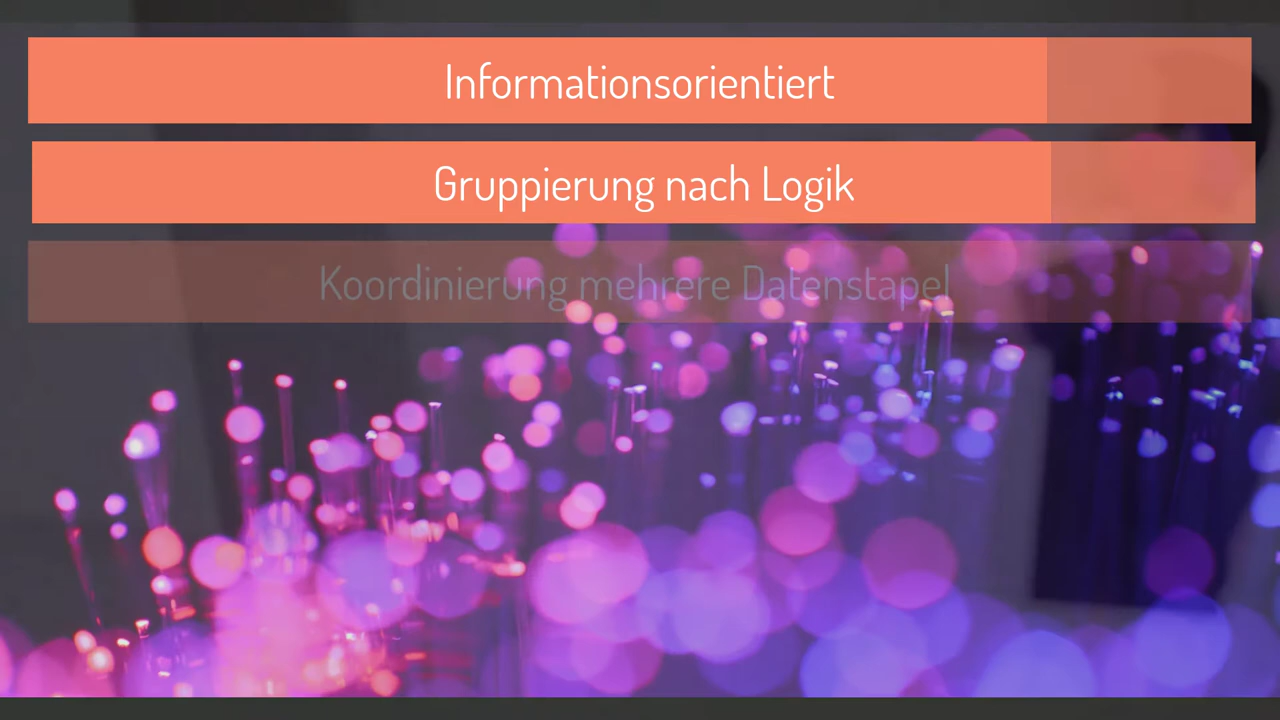 Informationsorientiert
Gruppierung nach Logik
Koordinierung mehrere Datenstapel